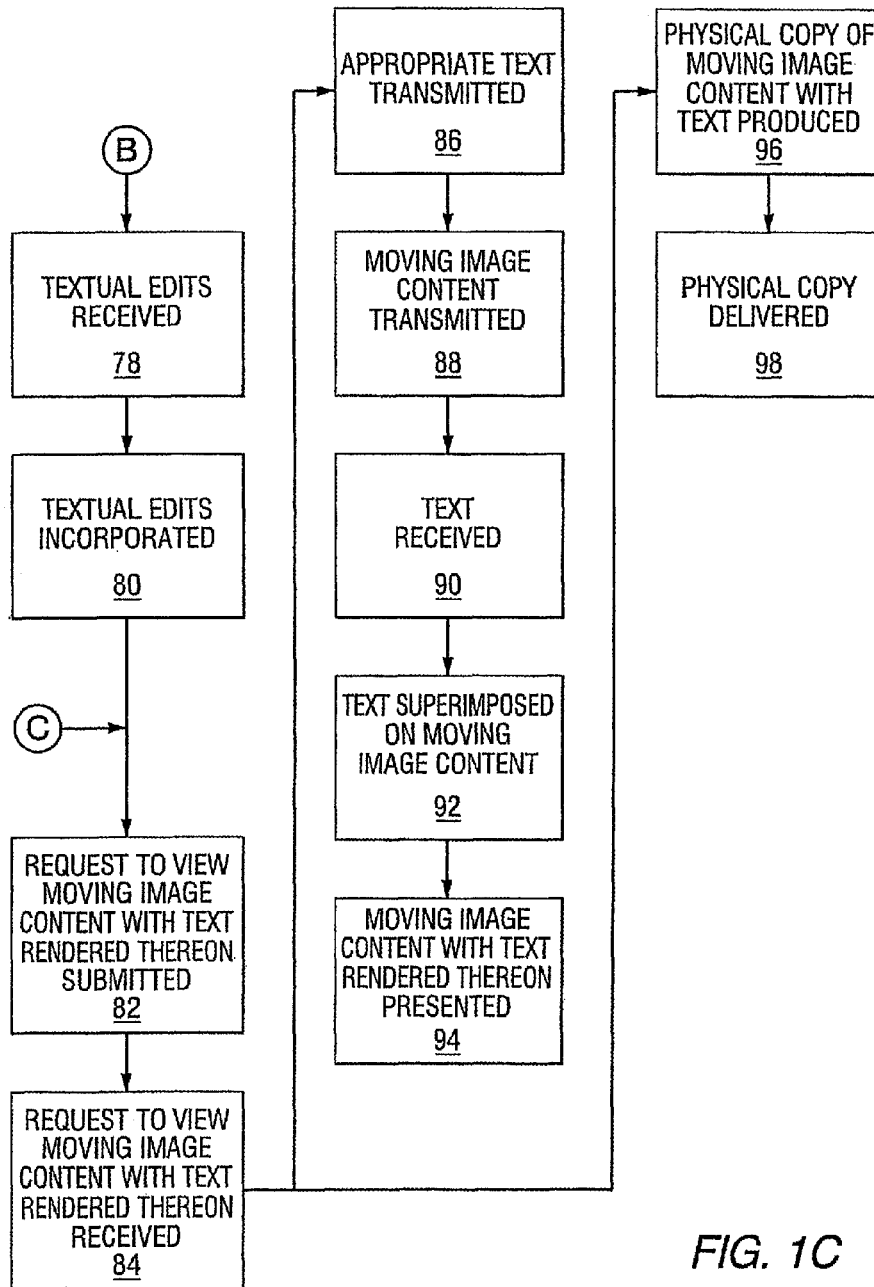 B
TEXTUAL EDITS
RECEIVED
78
TEXTUAL EDITS
INCORPORATED
80
C
REQUEST TO VIEW
MOVING IMAGE
CONTENT WITH TEXT
RENDERED THEREON
SUBMITTED
82
REQUEST TO VIEW
MOVING IMAGE
CONTENT WITH TEXT
RENDERED THEREON
RECEIVED
84
APPROPRIATE TEXT
TRANSMITTED
86
MOVING IMAGE
CONTENT
TRANSMITTED
88
TEXT
RECEIVED
90
TEXT SUPERIMPOSED
ON MOVING
IMAGE CONTENT
92
MOVING IMAGE
CONTENT WITH TEXT
RENDERED THEREON
PRESENTED
94
PHYSICAL COPY OF
MOVING IMAGE
CONTENT WITH
TEXT PRODUCED
96
PHYSICAL COPY
DELIVERED
98
FIG. 1C